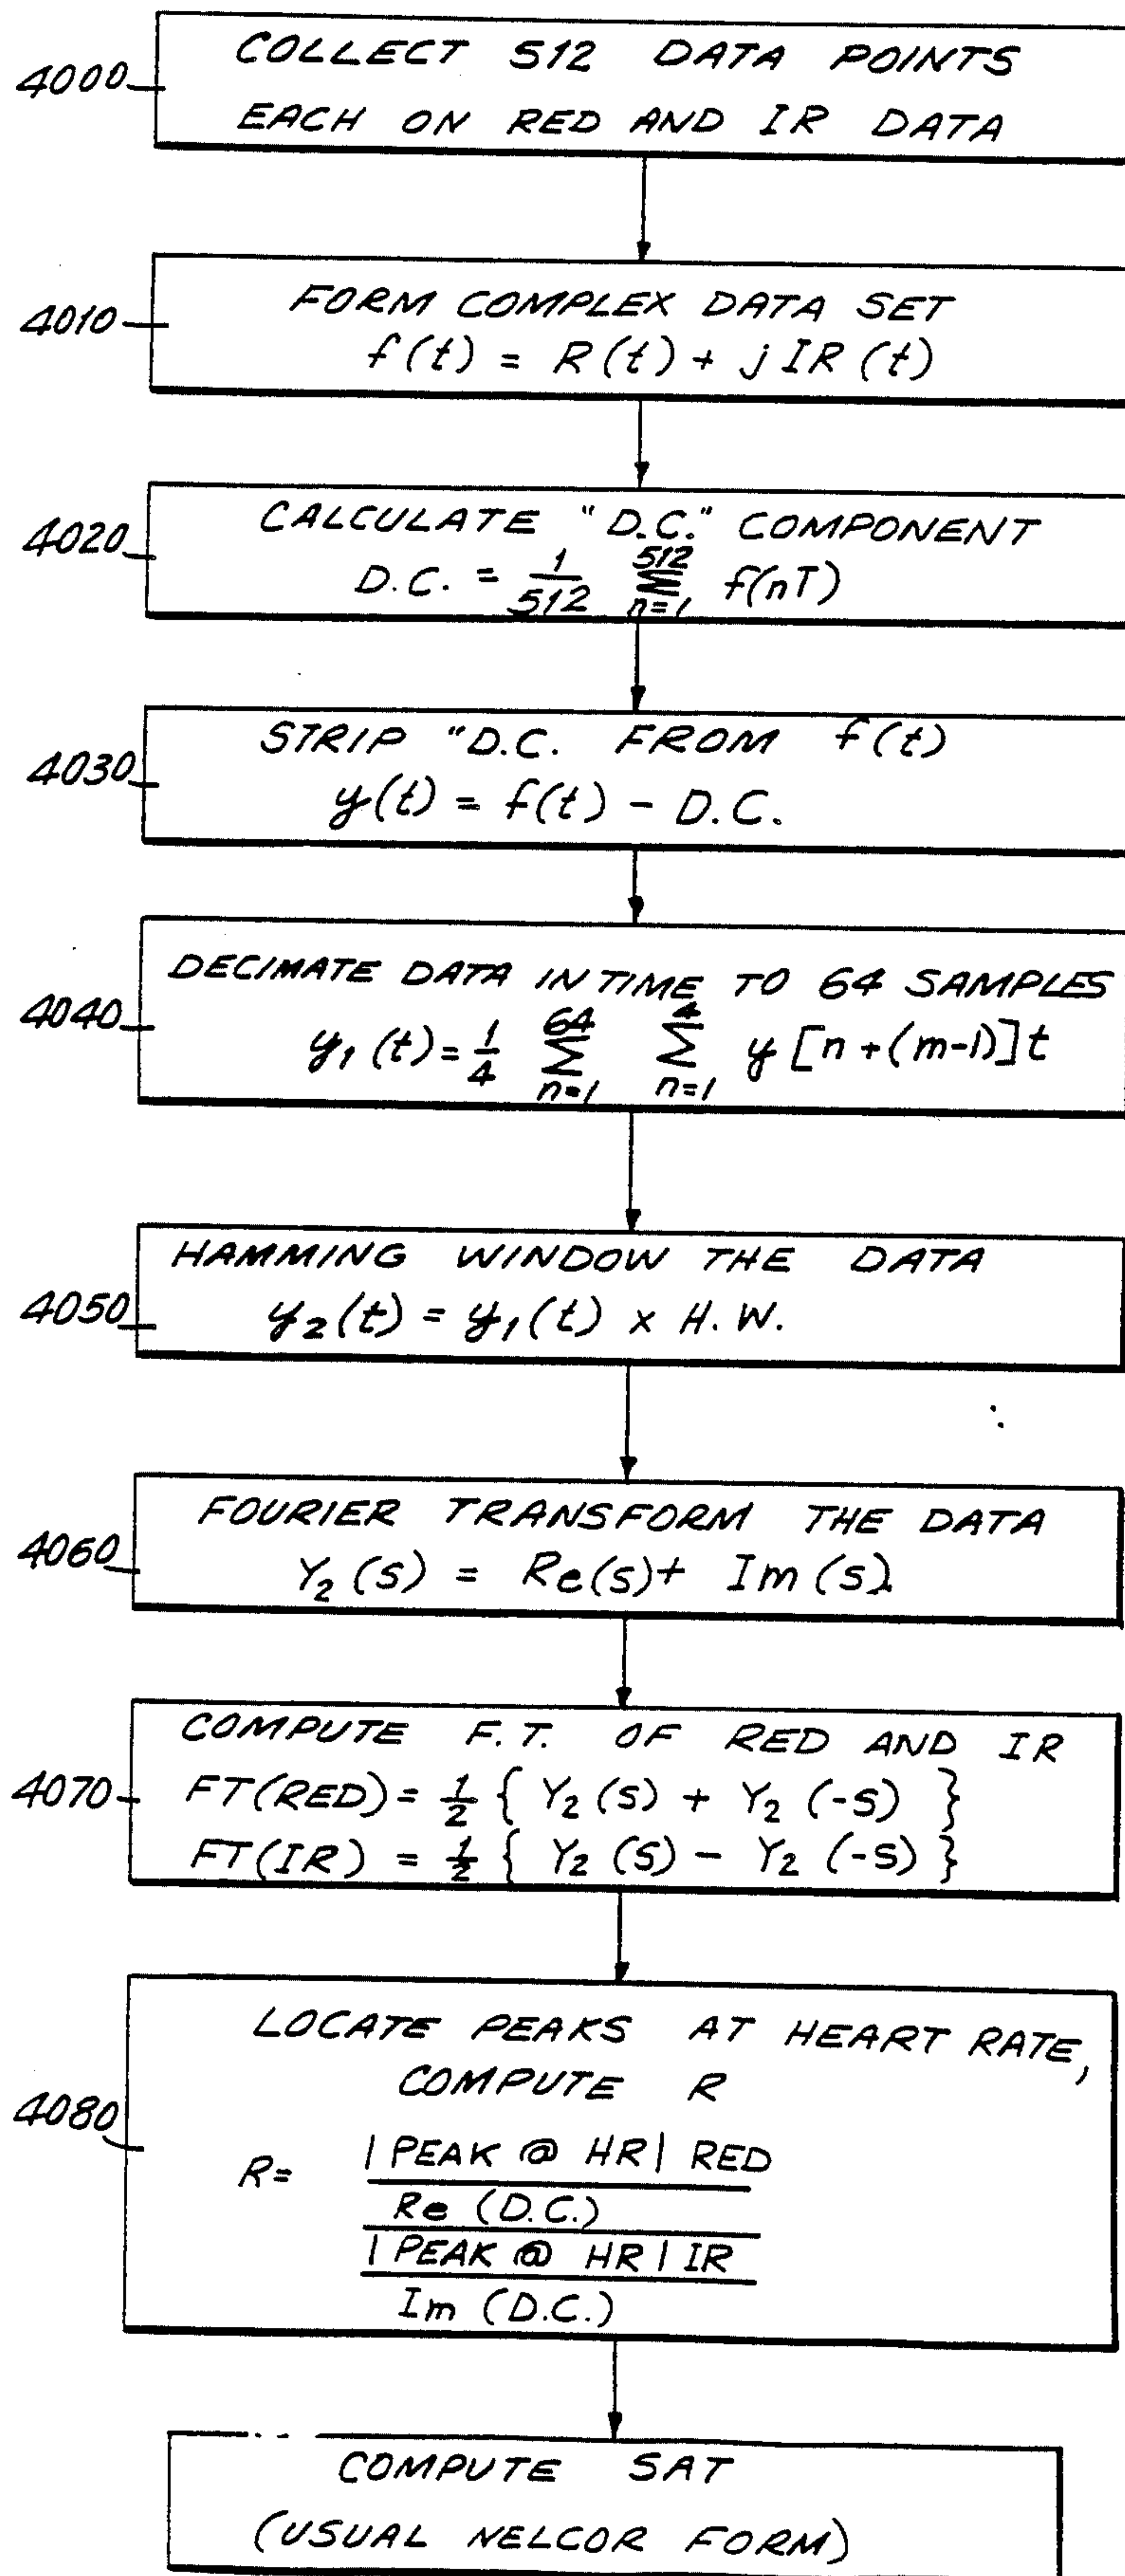 4000
COLLECT 512 DATA POINTS
EACH ON RED AND IR DATA
4010
FORM COMPLEX DATA SET
f(t) = R(t) + jIR(t)
4020
CALCULATE "D.C." COMPONENT
D.C. = 1/512 512 Σ n=1 f(nT)
4030
STRIP "D.C. FROM f(t)
y(t) = f(t) - D.C.
4040
DECIMATE DATA IN TIME TO 64 SAMPLES
y₁(t) = 1/4 64 Σ n=1 4 Σ n=1 y[n+(m-1)]t
4050
HAMMING WINDOW THE DATA
y₂(t) = y₁(t) x H.W.
4060
FOURIER TRANSFORM THE DATA
Y₂(s) = Re(s)+ Im(s)
4070
COMPUTE F.T. OF RED AND IR
FT(RED) = 1/2 { Y₂(s) + Y₂(-s) }
FT(IR) = 1/2 { Y₂(s) - Y₂(-s) }
4080
LOCATE PEAKS AT HEART RATE,
COMPUTE R
R=
|PEAK @ HR| RED
Re (D.C.)
|PEAK @ HR| IR
Im (D.C.)
COMPUTE SAT
(USUAL NELCOR FORM)